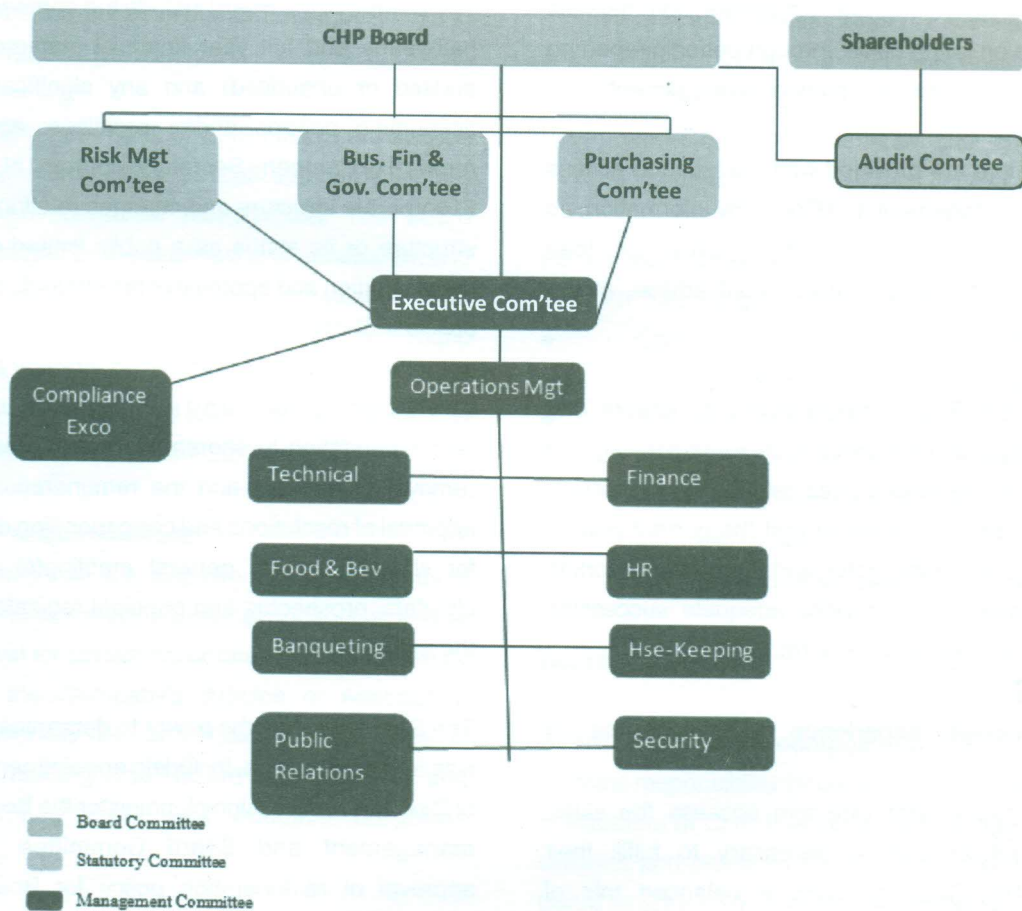 CHP Board
Shareholders
Risk Mgt
Com'tee
Bus. Fin &
Gov. Com'tee
Purchasing
Com'tee
Audit Com'tee
Executive Com'tee
Compliance
Exco
Operations Mgt
Technical
Finance
Food & Bev
HR
Banqueting
Hse-Keeping
Public
Relations
Security
Board Committee
Statutory Committee
Management Committee